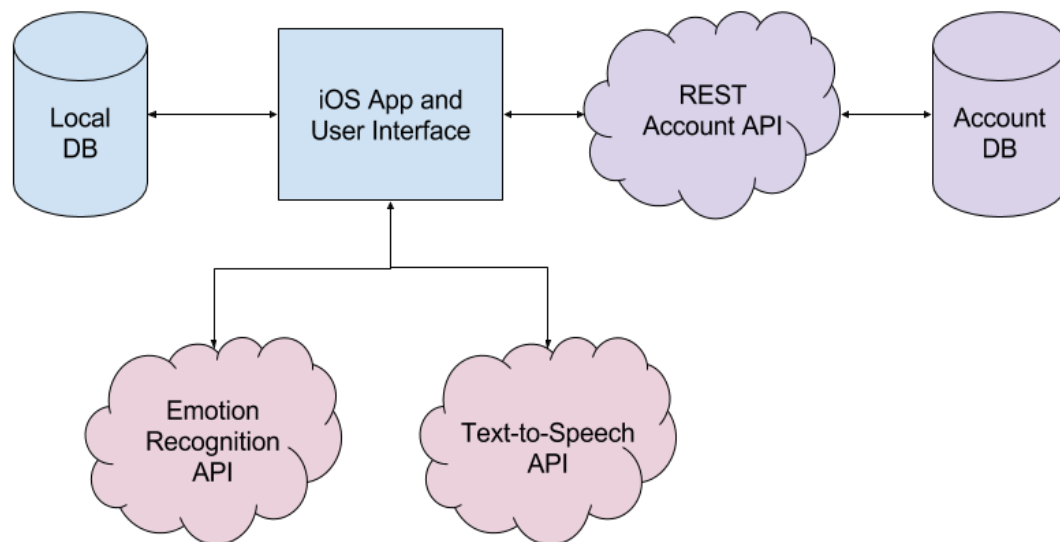 Local
DB
iOS App and
User Interface
REST
Account API
Account
DB
Emotion
Recognition
API
Text-to-Speech
API